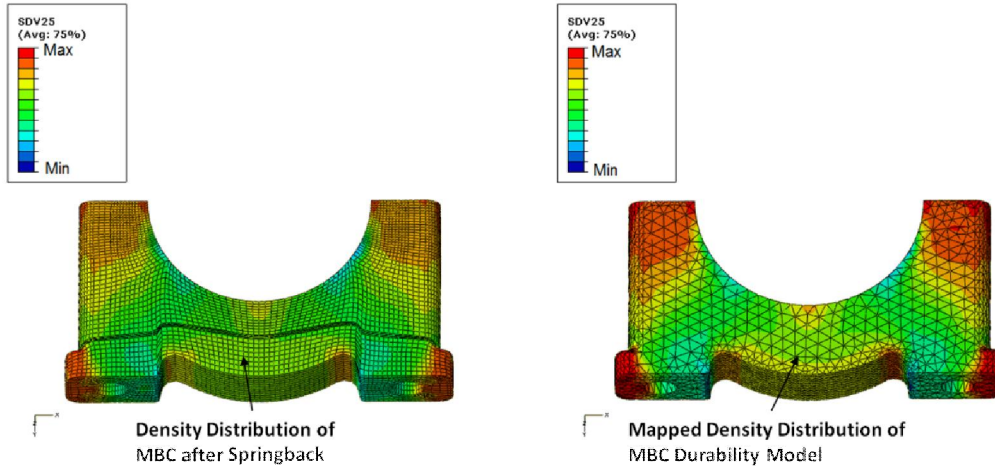 SDV25
(Avg: 75%)
Max
Min
SDV25
(Avg: 75%)
Max
Min
Density Distribution of
MBC after Springback
Mapped Density Distribution of
MBC Durability Model